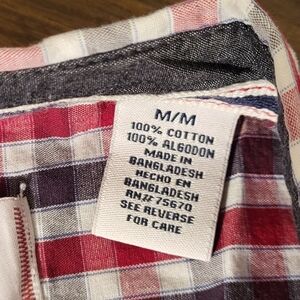 M/M
100% COTTON
100% ALGODON
MADE IN
BANGLADESH
HECHO EN
BANGLADESH
RN# 75670
SEE REVERSE
FOR CARE